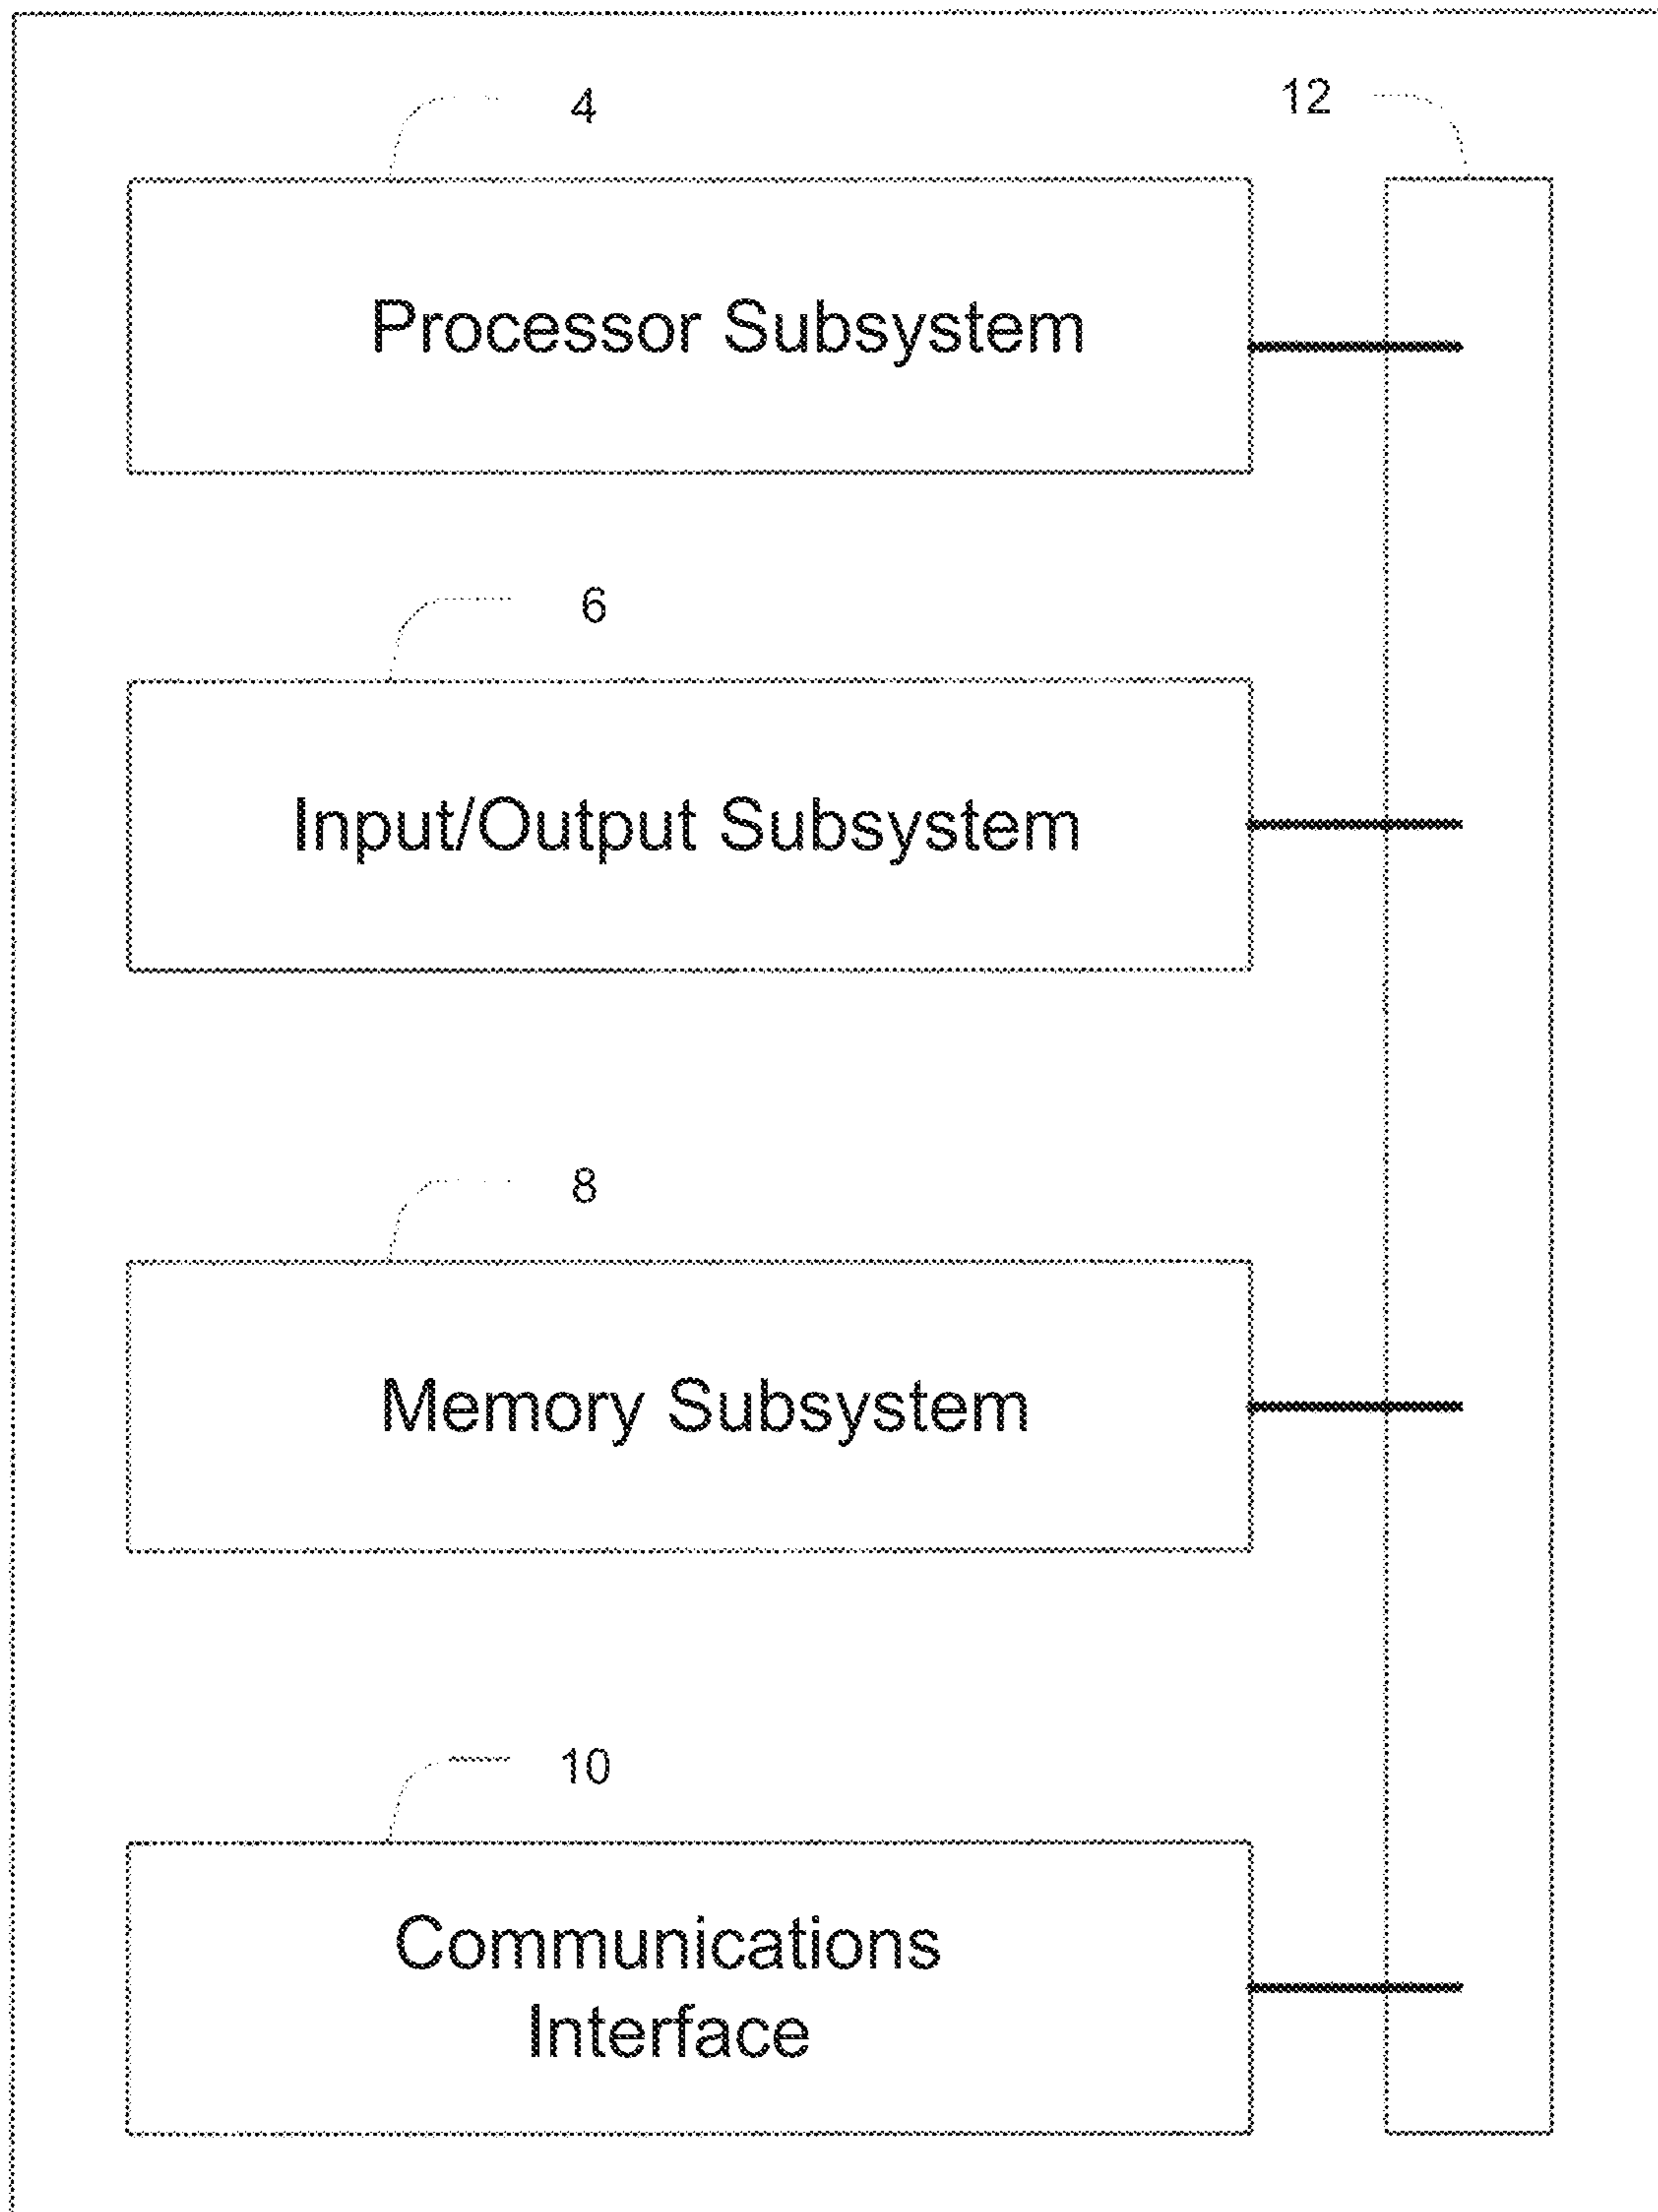 4
12
Processor Subsystem
6
Input/Output Subsystem
8
Memory Subsystem
10
Communications
Interface